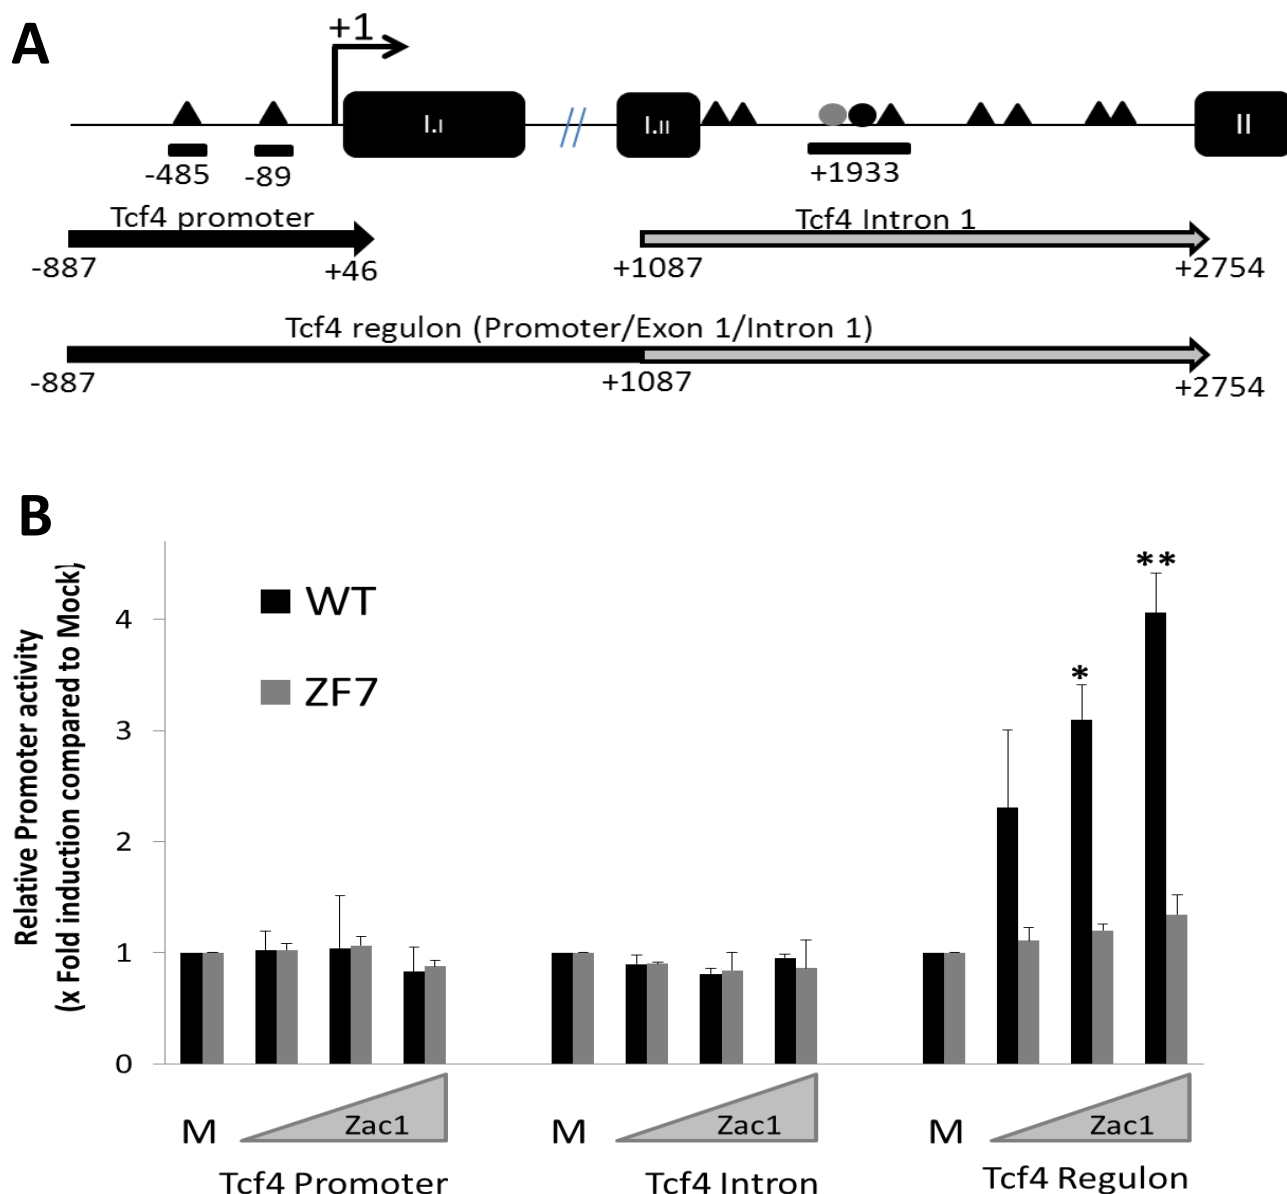 A
+1
I.I
I.II
II
-485
-89
+1933
Tcf4 promoter
Tcf4 Intron 1
-887
+46
+1087
+2754
Tcf4 regulon (Promoter/Exon 1/Intron 1)
-887
+1087
+2754
B
Relative Promoter activity
(x Fold induction compared to Mock)
4
3
2
1
0
WT
ZF7
*
**
M
Zac1
M
Zac1
M
Zac1
Tcf4 Promoter
Tcf4 Intron
Tcf4 Regulon